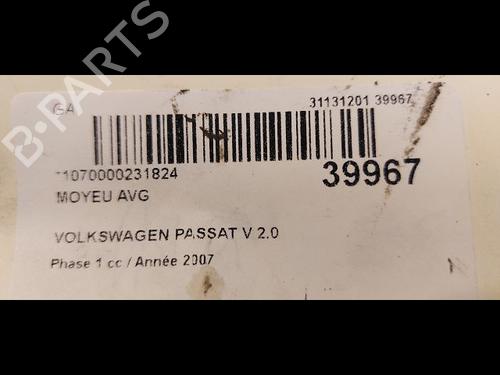 GA
31131201 39967
*1070000231824
39967
MOYEU AVG
VOLKSWAGEN PASSAT V 2.0
Phase 1 cc / Année 2007
B-PARTS